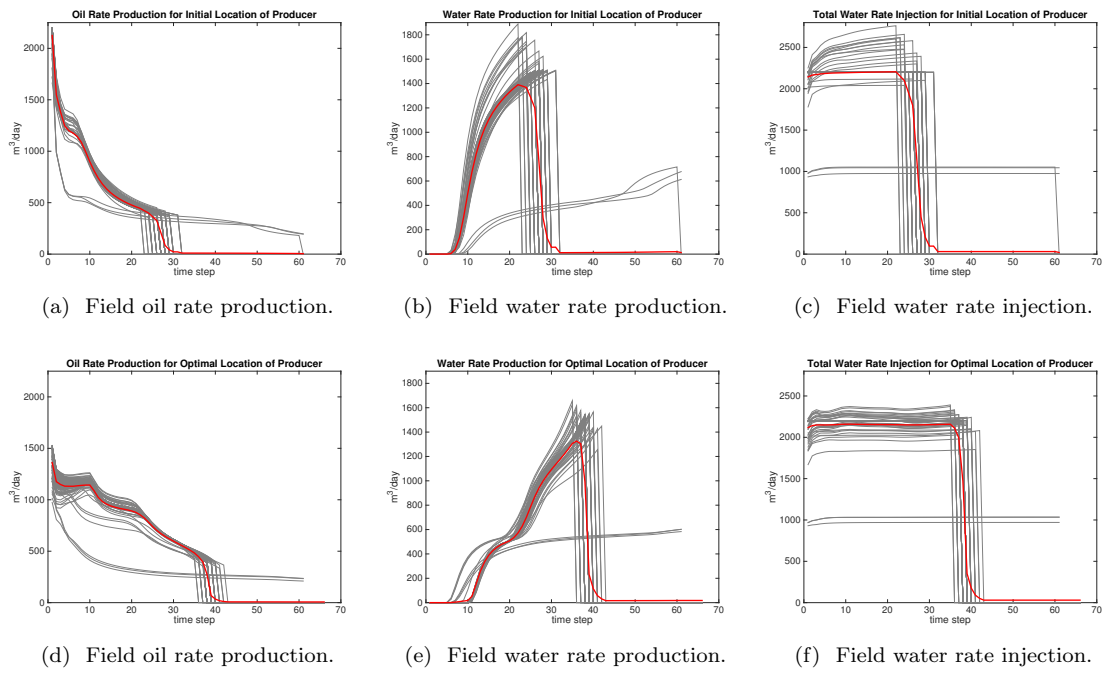 Oil Rate Production for Initial Location of Producer
2000
1500
1000
500
0
m³/day
0 10 20 30 40 50 60 70
time step
(a) Field oil rate production.
Water Rate Production for Initial Location of Producer
1800
1600
1400
1200
1000
800
600
400
200
0
m³/day
0 10 20 30 40 50 60 70
time step
(b) Field water rate production.
Total Water Rate Injection for Initial Location of Producer
2500
2000
1500
1000
500
0
m³/day
0 10 20 30 40 50 60 70
time step
(c) Field water rate injection.
Oil Rate Production for Optimal Location of Producer
2000
1500
1000
500
0
m³/day
0 10 20 30 40 50 60 70
time step
(d) Field oil rate production.
Water Rate Production for Optimal Location of Producer
1800
1600
1400
1200
1000
800
600
400
200
0
m³/day
0 10 20 30 40 50 60 70
time step
(e) Field water rate production.
Total Water Rate Injection for Optimal Location of Producer
2500
2000
1500
1000
500
0
m³/day
0 10 20 30 40 50 60 70
time step
(f) Field water rate injection.